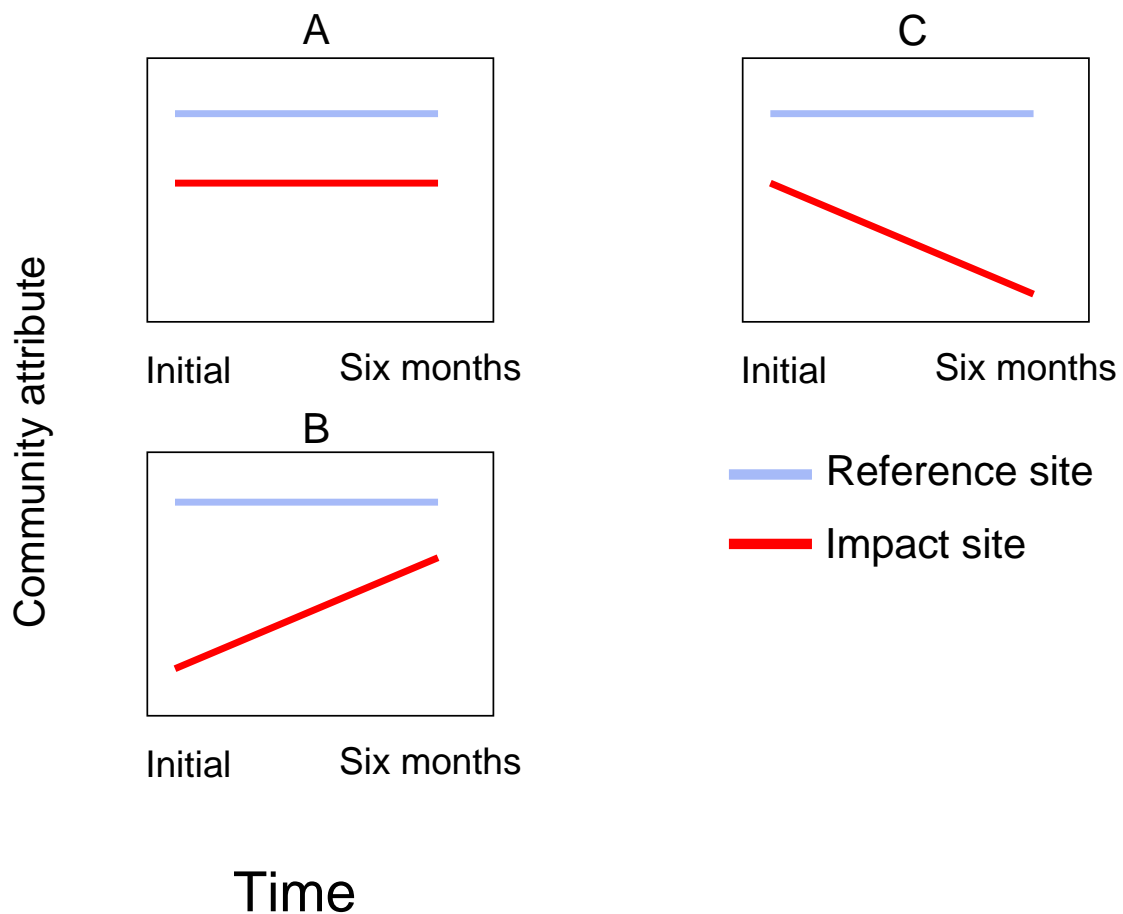 A
Initial
Six months
C
Initial
Six months
B
Initial
Six months
Reference site
Impact site
Community attribute
Time